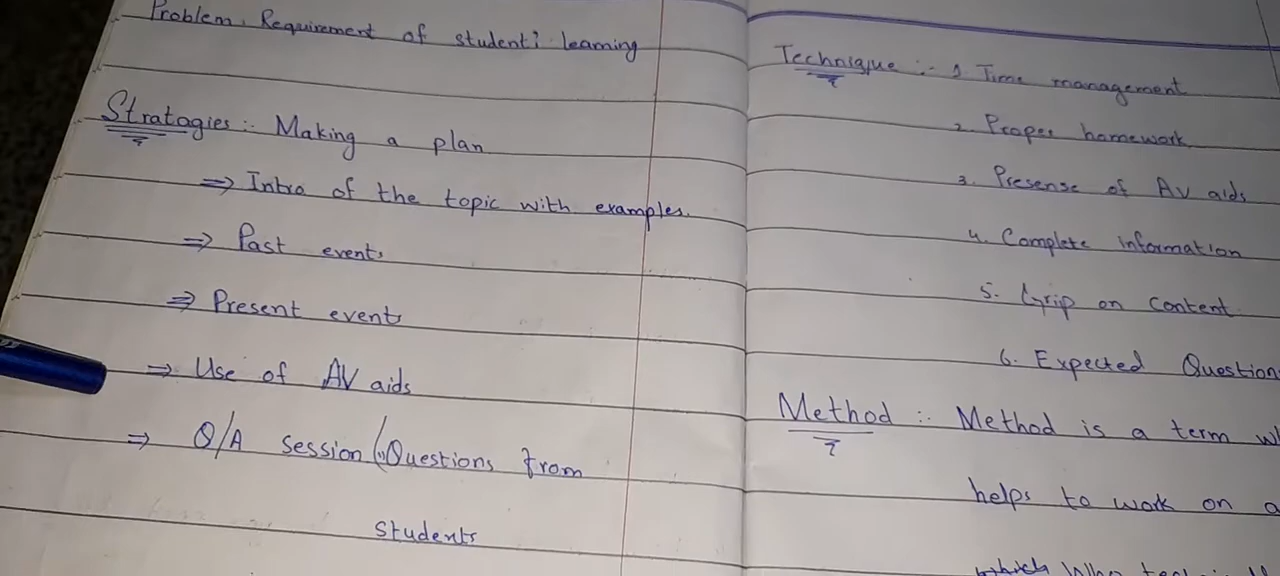 Problem, Requirement of student; learning
Stratagies :- Making a plan
⇒ Intro of the topic with examples.
⇒ Past events
⇒ Present events
⇒ Use of AV aids
⇒ Q/A session (Questions from
students
Technique :- 1. Time management
2. Proper homework
3. Presense of AV aids
4. Complete information
5. Grip on Content
6. Expected Question
Method :- Method is a term
helps to work on a
which